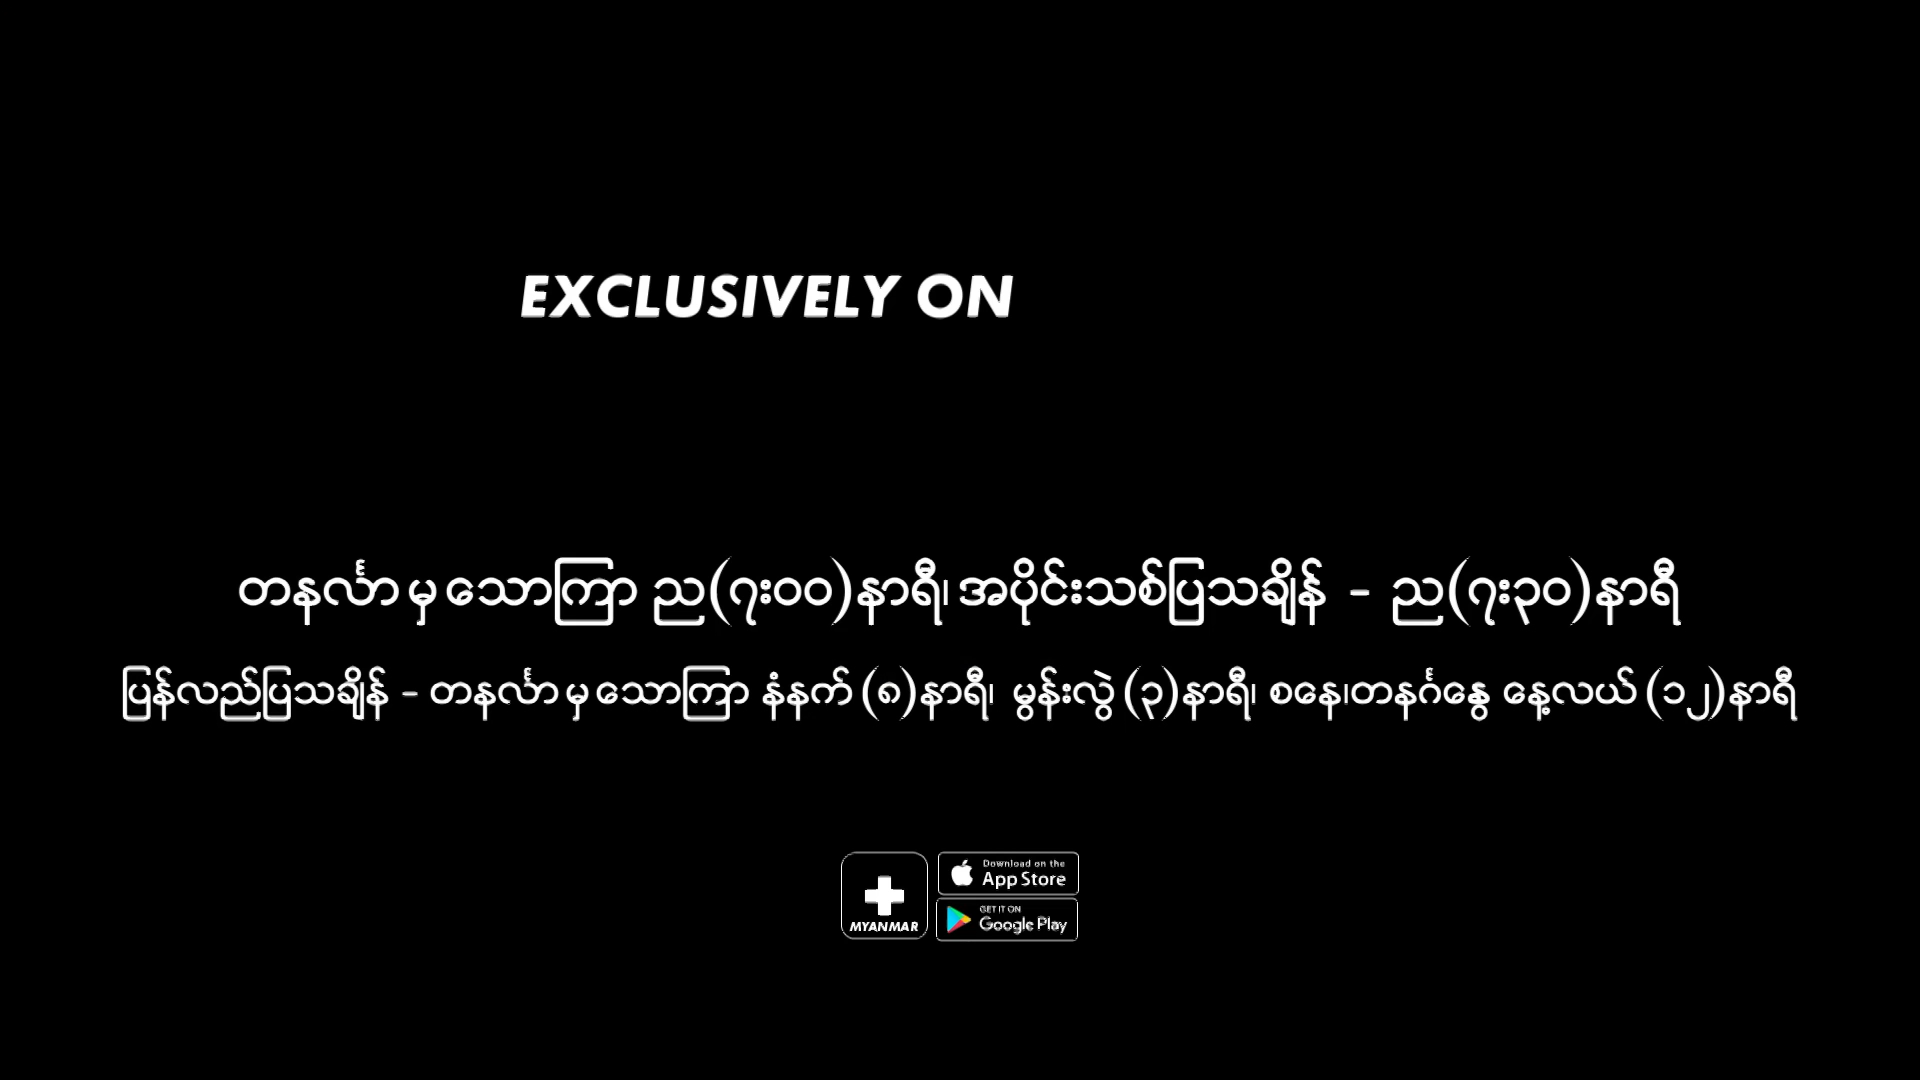 EXCLUSIVELY ON
တနင်္လာ မှ သောကြာ ည(၇း၀၀)နာရီ၊ အပိုင်းသစ်ပြသချိန် - ည(၇း၃၀)နာရီ
ပြန်လည်ပြသချိန် - တနင်္လာ မှ သောကြာ နံနက် (၈)နာရီ၊ မွန်းလွဲ (၃)နာရီ၊ စနေ၊တနင်္ဂနွေ နေ့လယ် (၁၂)နာရီ
MYANMAR
Download on the
App Store
GET IT ON
Google Play